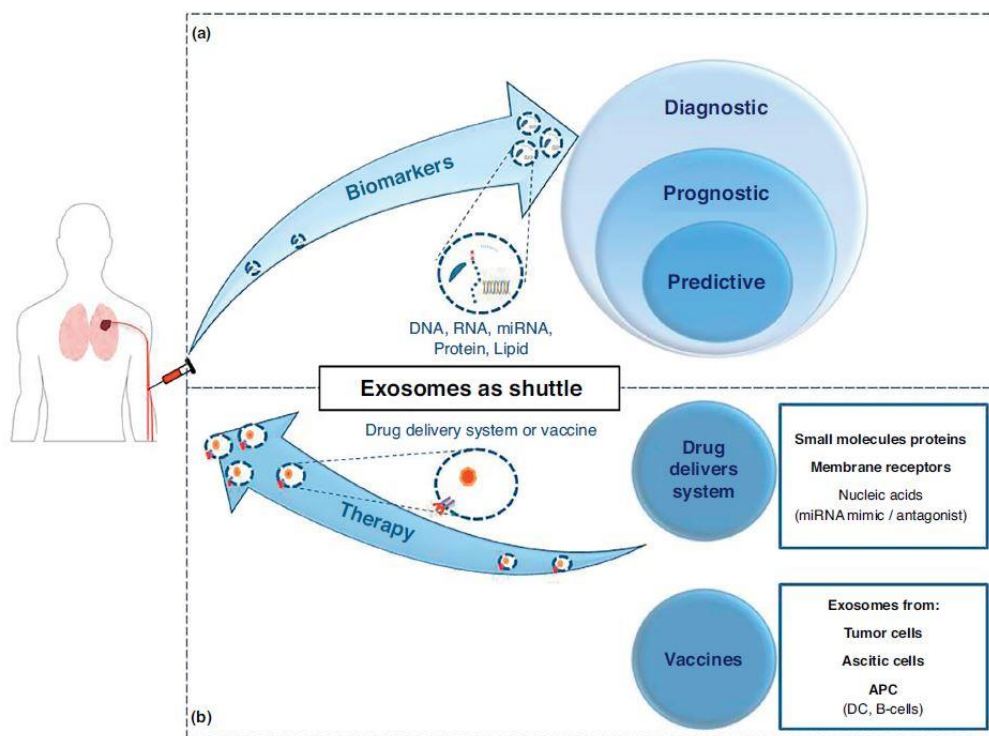 (a)
Biomarkers
Diagnostic
Prognostic
Predictive
DNA, RNA, miRNA,
Protein, Lipid
Exosomes as shuttle
Drug delivery system or vaccine
Therapy
Drug
delivers
system
Small molecules proteins
Membrane receptors
Nucleic acids
(miRNA mimic / antagonist)
Vaccines
Exosomes from:
Tumor cells
Ascitic cells
APC
(DC, B-cells)
(b)